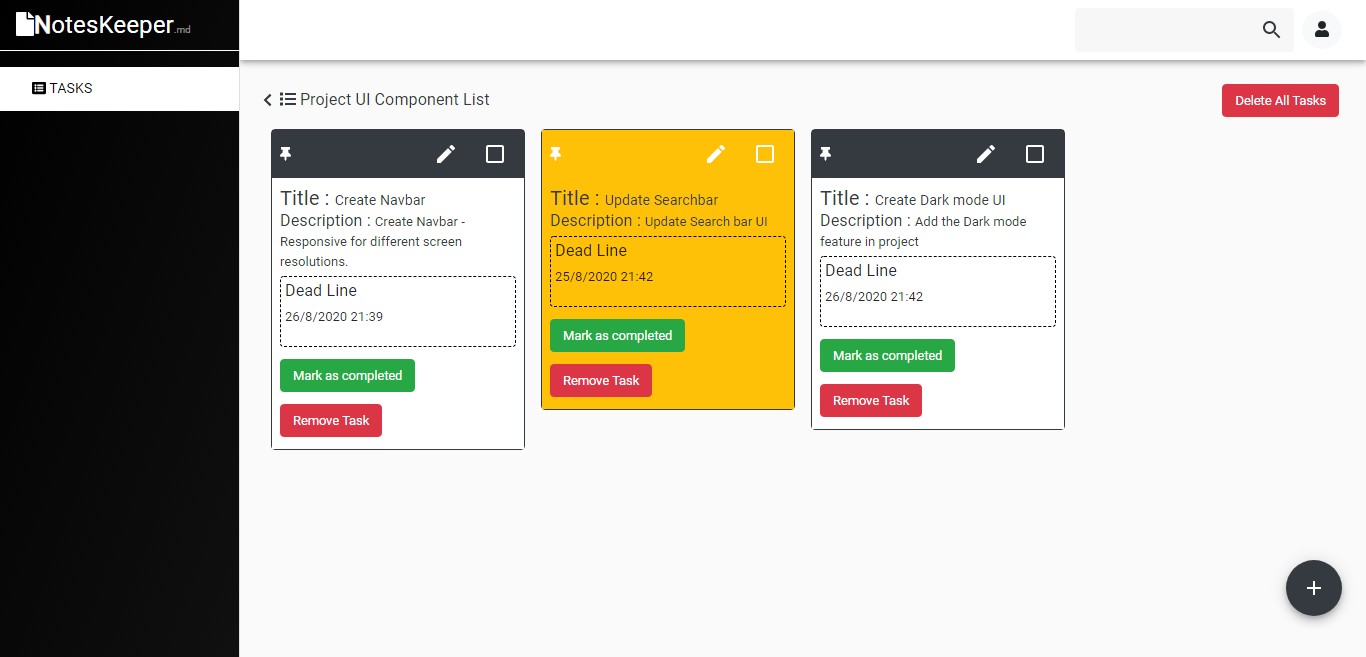 NotesKeeper.md
TASKS
Project UI Component List
Delete All Tasks
Title : Create Navbar
Description : Create Navbar -
Responsive for different screen
resolutions.
Dead Line
26/8/2020 21:39
Mark as completed
Remove Task
Title : Update Searchbar
Description : Update Search bar UI
Dead Line
25/8/2020 21:42
Mark as completed
Remove Task
Title : Create Dark mode UI
Description : Add the Dark mode
feature in project
Dead Line
26/8/2020 21:42
Mark as completed
Remove Task